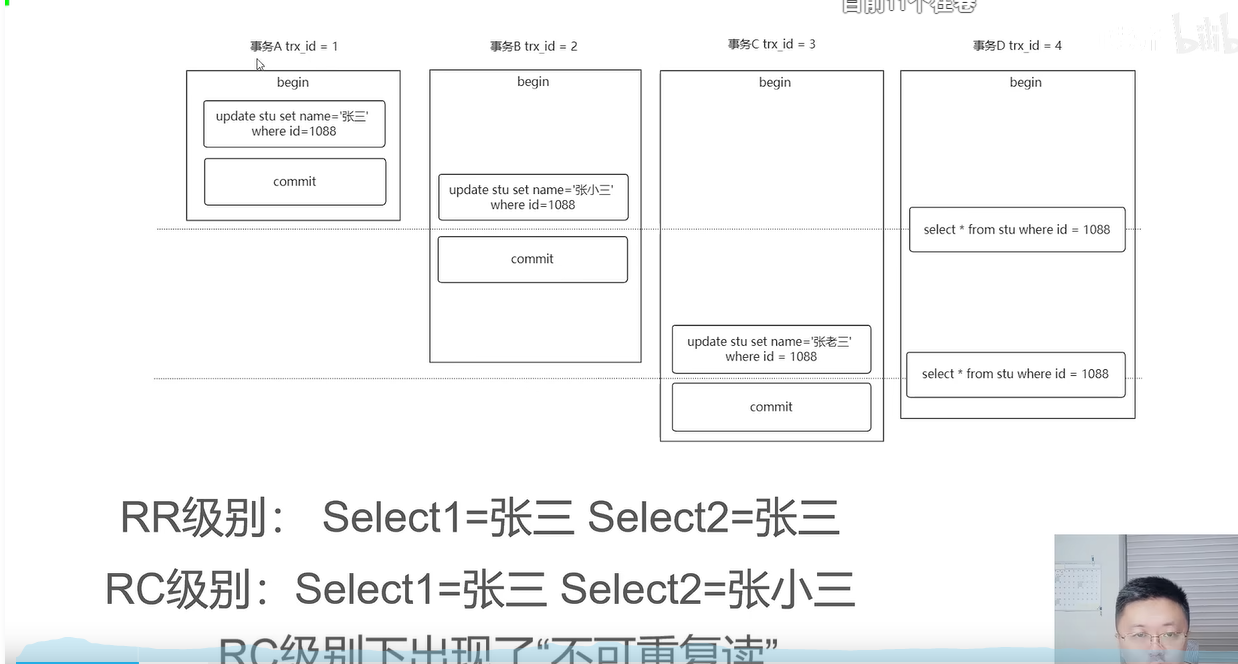 事务A trx_id = 1
事务B trx_id = 2
事务C trx_id = 3
事务D trx_id = 4
begin
update stu set name='张三'
where id=1088
commit
begin
update stu set name='张小三'
where id=1088
commit
begin
update stu set name='张老三'
where id = 1088
commit
begin
select * from stu where id = 1088
select * from stu where id = 1088
RR级别： Select1=张三 Select2=张三
RC级别：Select1=张三 Select2=张小三
RC级别下出现了“不可重复读”